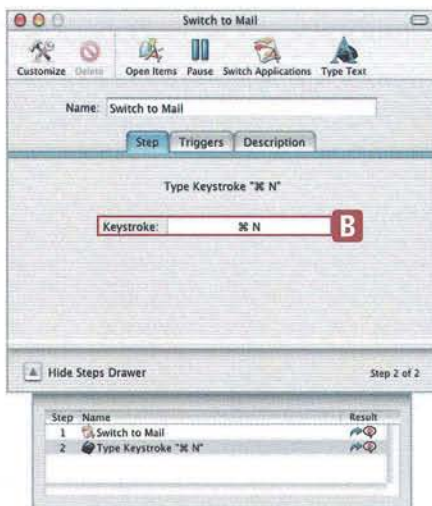 Switch to Mail
Customize Delete Open Items Pause Switch Applications Type Text
Name: Switch to Mail
Step Triggers Description
Type Keystroke "⌘ N"
Keystroke: ⌘ N B
Hide Steps Drawer Step 2 of 2
Step Name Result
1 Switch to Mail
2 Type Keystroke "⌘ N"